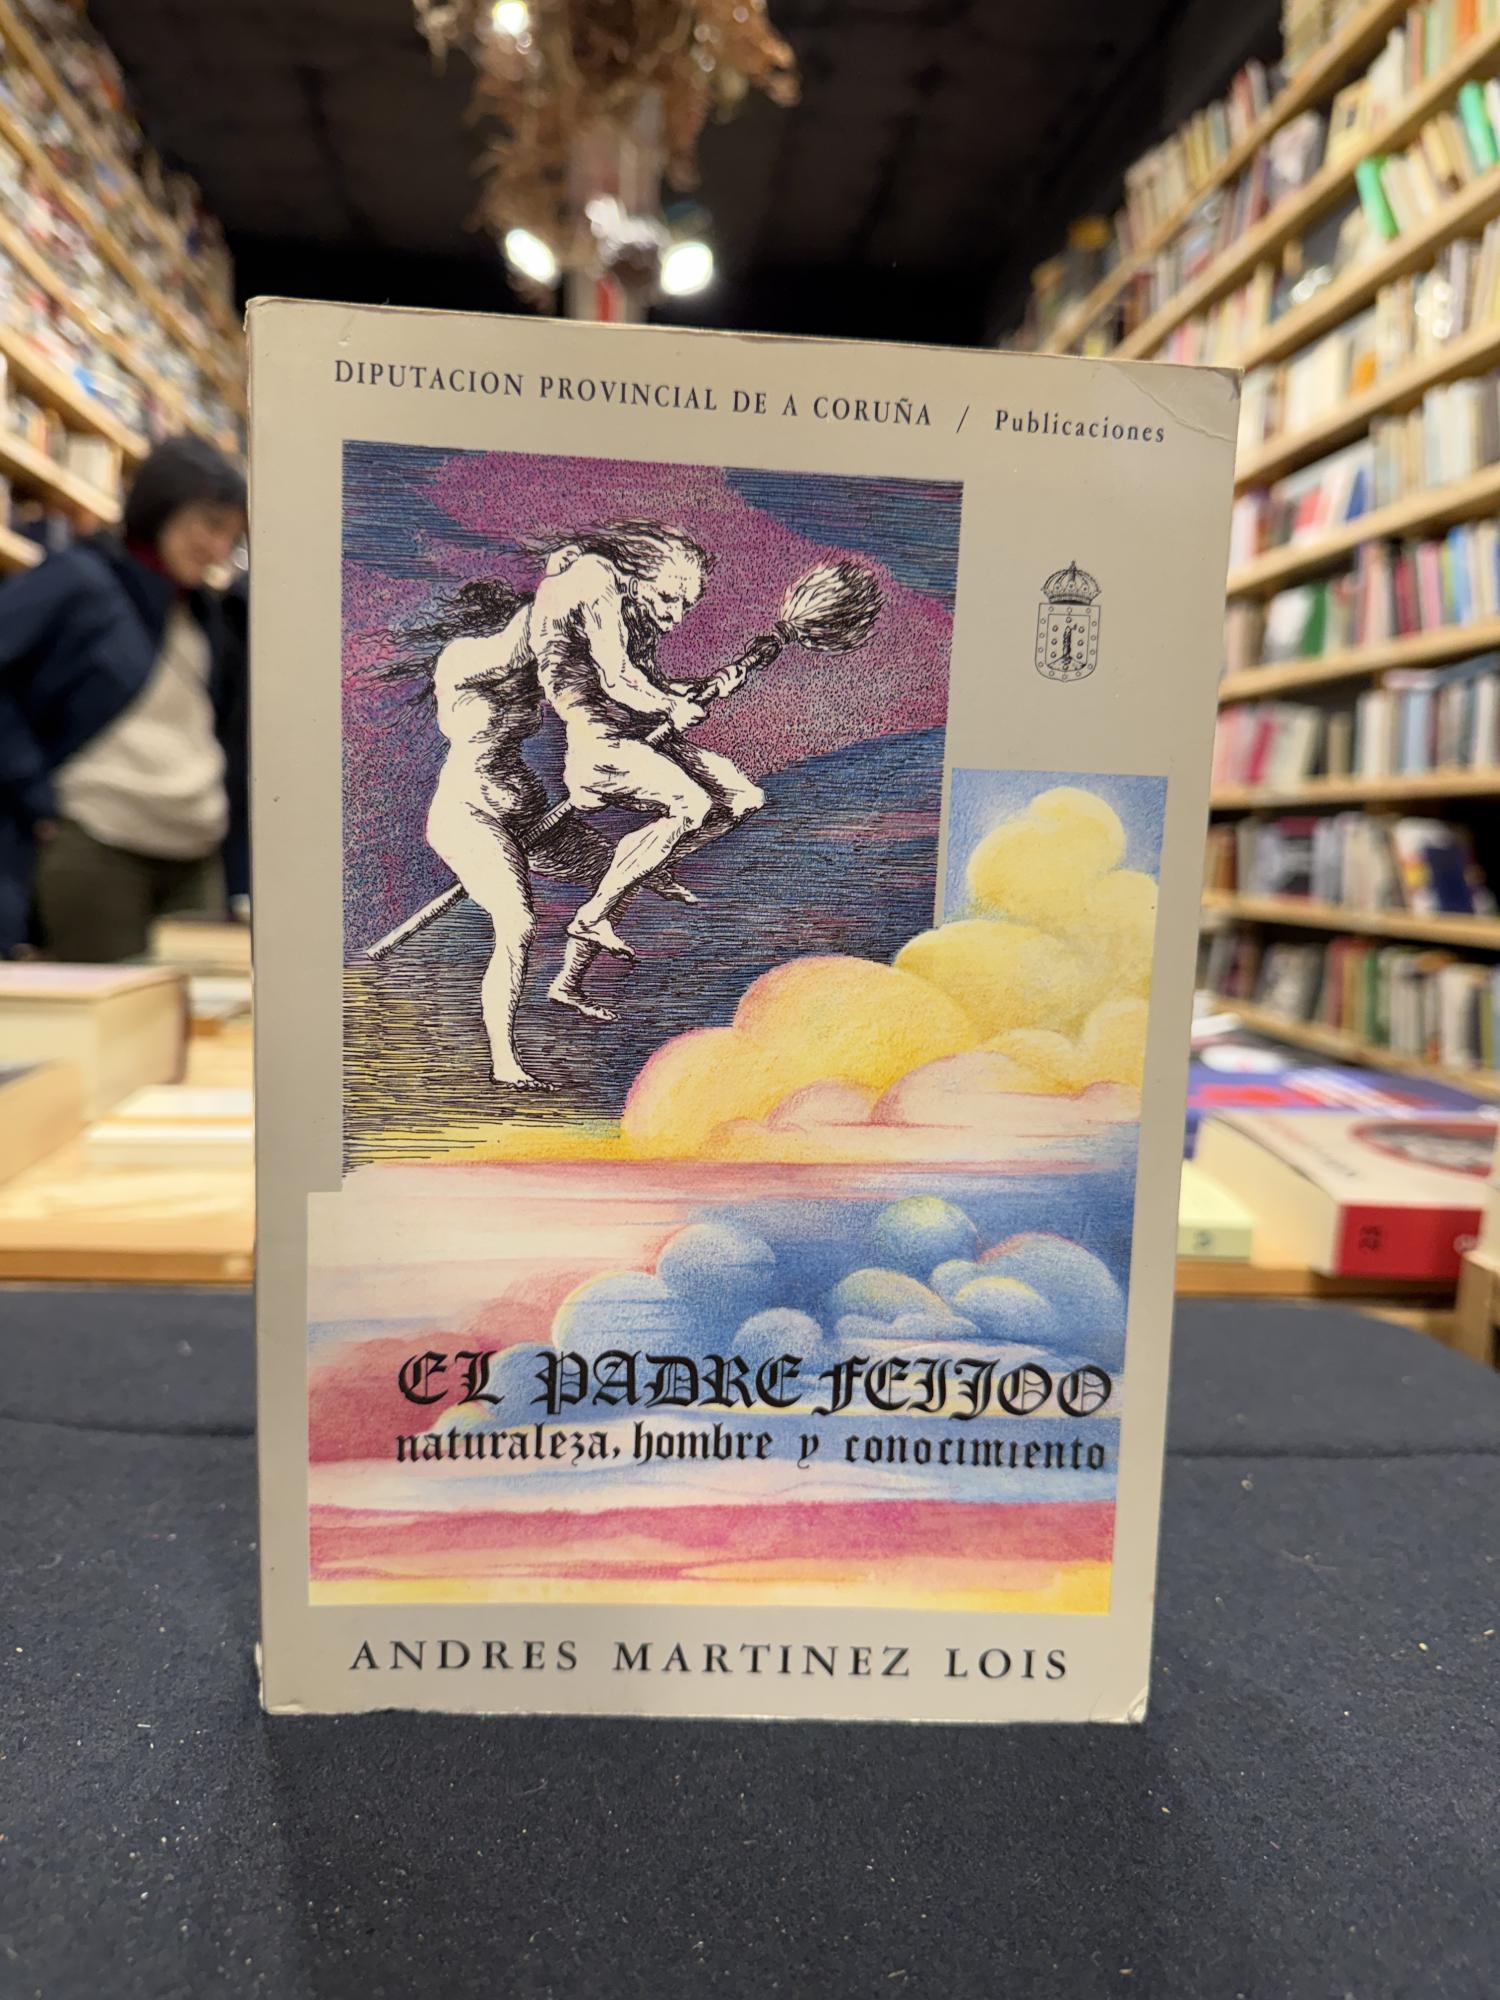 DIPUTACION PROVINCIAL DE A CORUÑA / Publicaciones
EL PADRE FEIJOO
naturaleza, hombre y conocimiento
ANDRES MARTINEZ LOIS